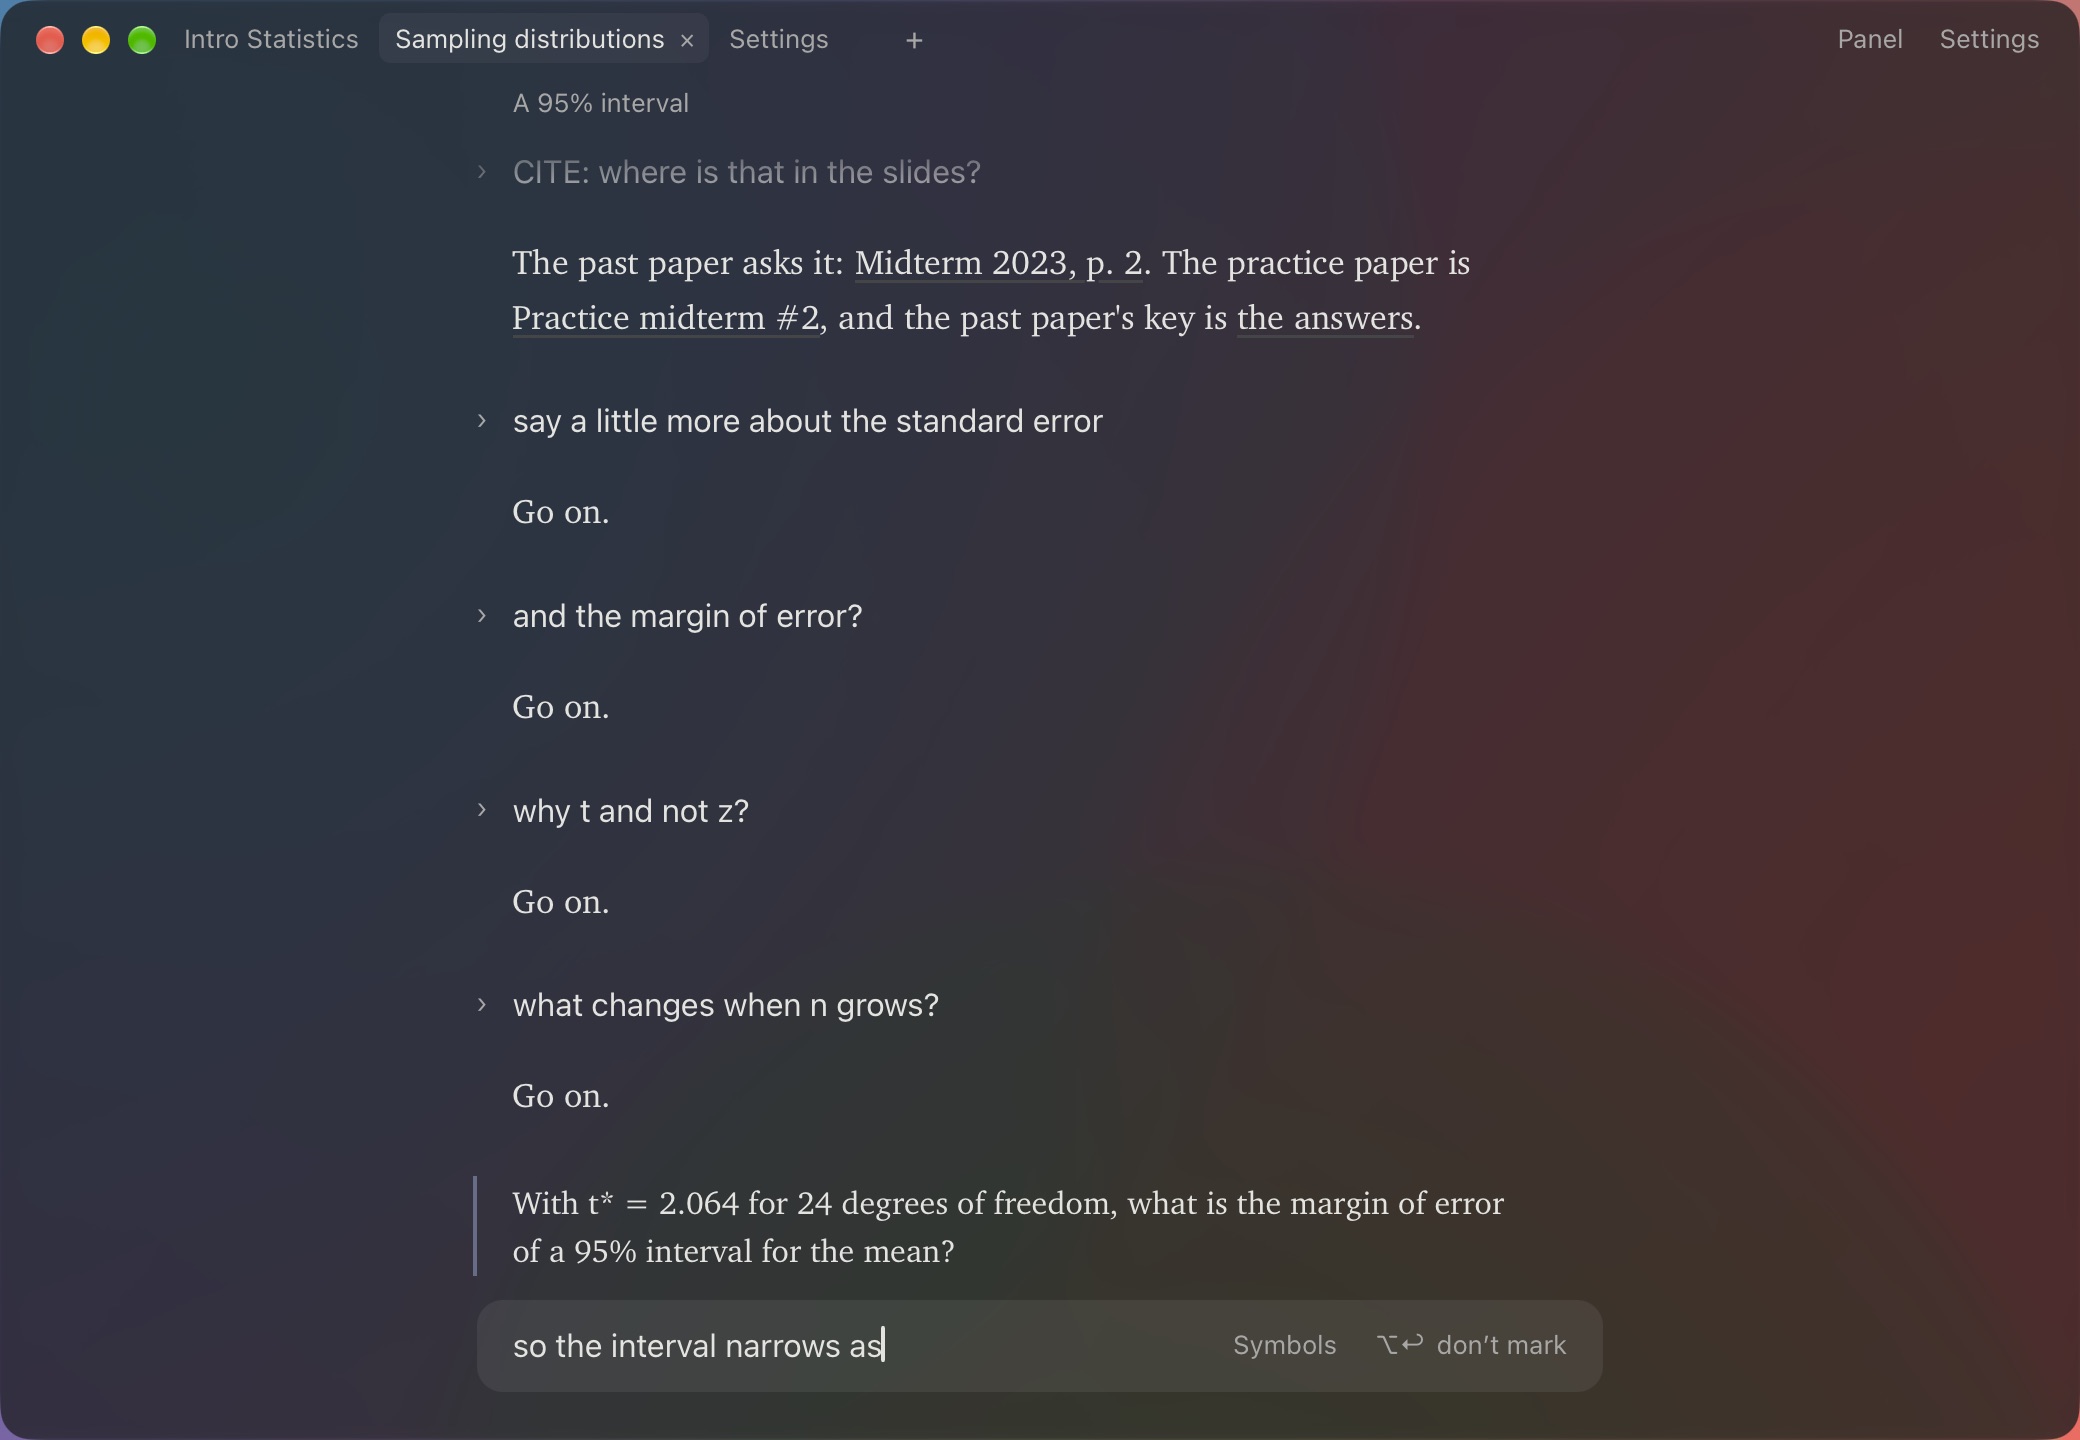 Intro Statistics
Sampling distributions ×
Settings
+
Panel
Settings
A 95% interval
› CITE: where is that in the slides?
The past paper asks it: Midterm 2023, p. 2. The practice paper is
Practice midterm #2, and the past paper's key is the answers.
› say a little more about the standard error
Go on.
› and the margin of error?
Go on.
› why t and not z?
Go on.
› what changes when n grows?
Go on.
With t* = 2.064 for 24 degrees of freedom, what is the margin of error
of a 95% interval for the mean?
so the interval narrows as
Symbols
⌥↩ don’t mark